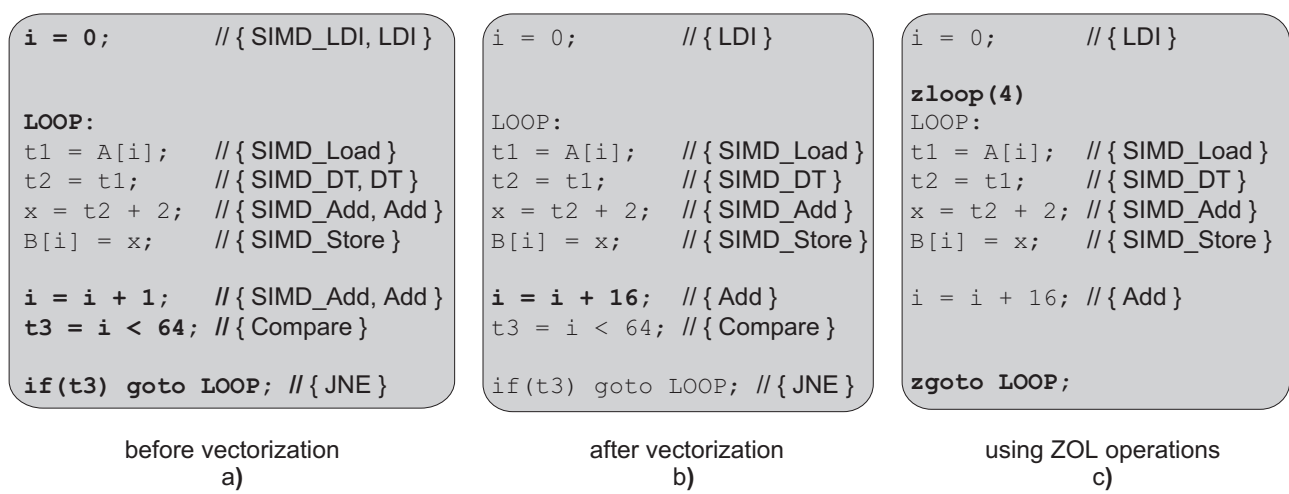 i = 0; // { SIMD_LDI, LDI }
LOOP:
t1 = A[i]; // { SIMD_Load }
t2 = t1; // { SIMD_DT, DT }
x = t2 + 2; // { SIMD_Add, Add }
B[i] = x; // { SIMD_Store }
i = i + 1; // { SIMD_Add, Add }
t3 = i < 64; // { Compare }
if(t3) goto LOOP; // { JNE }
before vectorization
a)
i = 0; // { LDI }
LOOP:
t1 = A[i]; // { SIMD_Load }
t2 = t1; // { SIMD_DT }
x = t2 + 2; // { SIMD_Add }
B[i] = x; // { SIMD_Store }
i = i + 16; // { Add }
t3 = i < 64; // { Compare }
if(t3) goto LOOP; // { JNE }
after vectorization
b)
i = 0; // { LDI }
zloop(4)
LOOP:
t1 = A[i]; // { SIMD_Load }
t2 = t1; // { SIMD_DT }
x = t2 + 2; // { SIMD_Add }
B[i] = x; // { SIMD_Store }
i = i + 16; // { Add }
zgoto LOOP;
using ZOL operations
c)